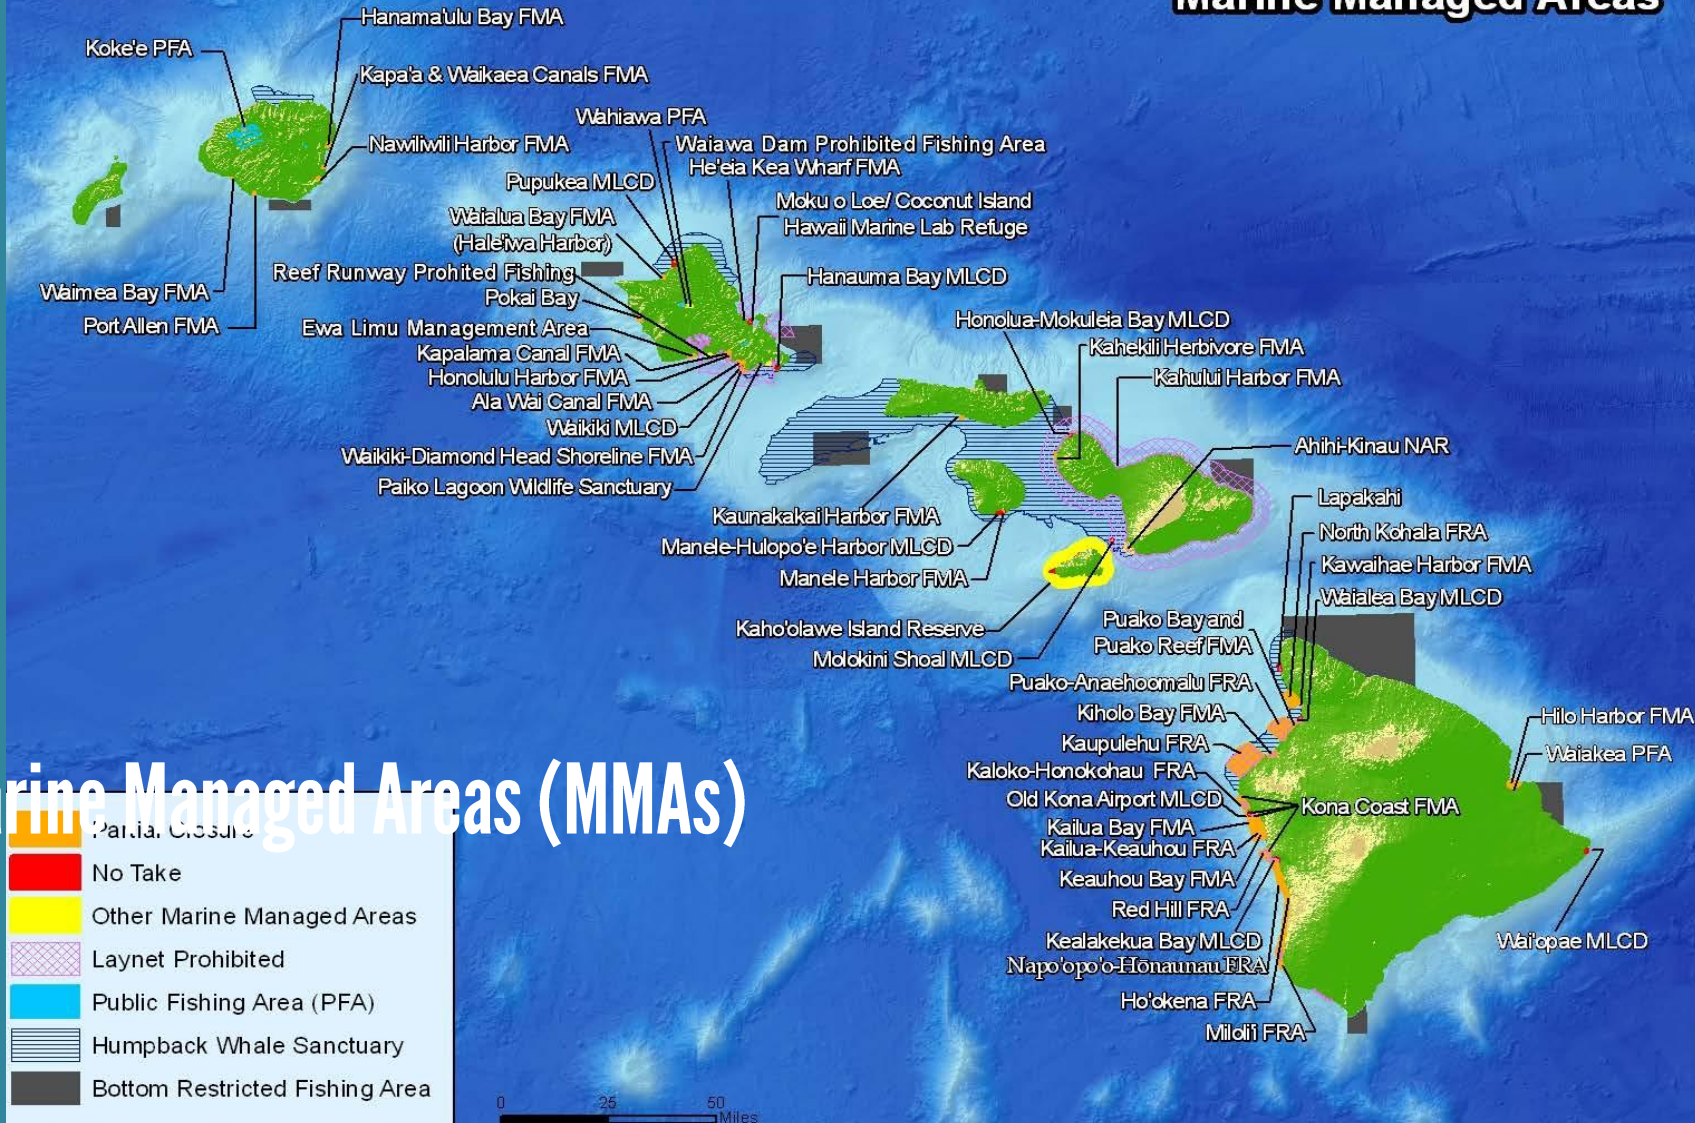 Marine Managed Areas
Hanama'ulu Bay FMA
Koke'e PFA
Kapa'a & Waikaea Canals FMA
Wahiawa PFA
Nawiliwili Harbor FMA
Waiawa Dam Prohibited Fishing Area
He'eia Kea Wharf FMA
Pupukea MLCD
Moku o Loe/ Coconut Island
Hawaii Marine Lab Refuge
Waialua Bay FMA
(Hale'iwa Harbor)
Reef Runway Prohited Fishing
Hanauma Bay MLCD
Waimea Bay FMA
Pokai Bay
Port Allen FMA
Ewa Limu Management Area
Honolua-Mokuleia Bay MLCD
Kapalama Canal FMA
Kahekili Herbivore FMA
Honolulu Harbor FMA
Kahului Harbor FMA
Ala Wai Canal FMA
Waikiki MLCD
Ahihi-Kinau NAR
Waikiki-Diamond Head Shoreline FMA
Paiko Lagoon Wildlife Sanctuary
Lapakahi
Kaunakakai Harbor FMA
North Kohala FRA
Manele-Hulopo'e Harbor MLCD
Kawaihae Harbor FMA
Manele Harbor FMA
Waialea Bay MLCD
Kaho'olawe Island Reserve
Puako Bay and
Puako Reef FMA
Molokini Shoal MLCD
Puako-Anaehoomalu FRA
Kiholo Bay FMA
Hilo Harbor FMA
Kaupulehu FRA
Waiakea PFA
Kaloko-Honokohau FRA
Old Kona Airport MLCD
Kona Coast FMA
Kailua Bay FMA
Kailua-Keauhou FRA
Keauhou Bay FMA
Red Hill FRA
Kealakekua Bay MLCD
Wai'opae MLCD
Napo'opo'o-Hōnaunau FRA
Ho'okena FRA
Miloli'i FRA
rine Managed Areas (MMAs)
Partial Closure
No Take
Other Marine Managed Areas
Laynet Prohibited
Public Fishing Area (PFA)
Humpback Whale Sanctuary
Bottom Restricted Fishing Area
0 25 50
Miles